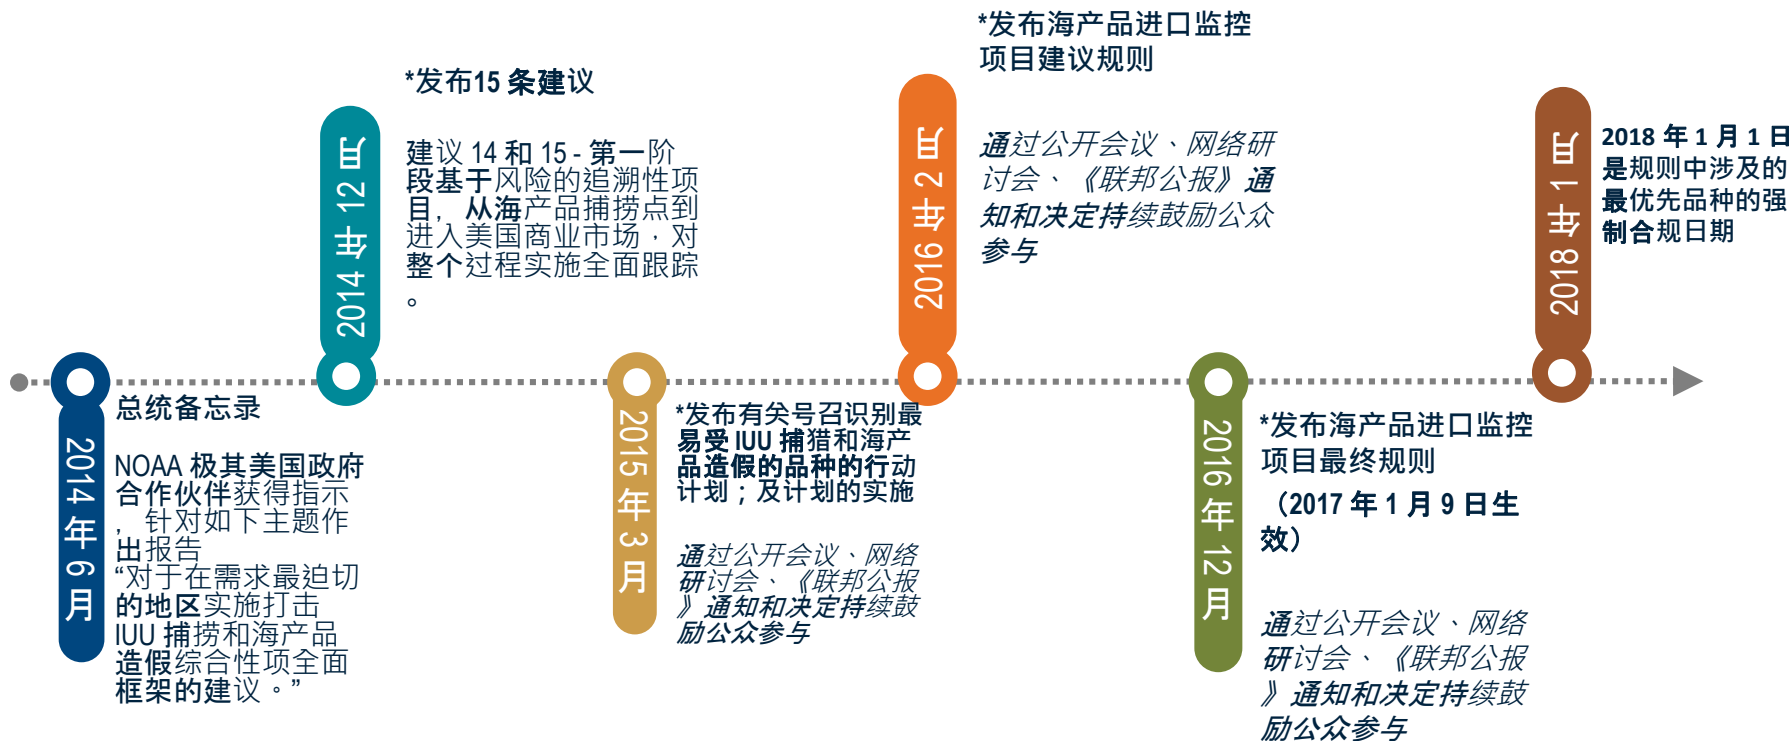 2014 年 6 月
总统备忘录
NOAA 极其美国政府
合作伙伴获得指示
，针对如下主题作
出报告
“对于在需求最迫切
的地区实施打击
IUU 捕捞和海产品
造假综合性项全面
框架的建议。”
2014 年 12 月
*发布15 条建议
建议 14 和 15 - 第一阶
段基于风险的追溯性项
目，从海产品捕捞点到
进入美国商业市场，对
整个过程实施全面跟踪
。
2015 年 3 月
*发布有关号召识别最
易受 IUU 捕猎和海产
品造假的品种的行动
计划；及计划的实施
通过公开会议、网络
研讨会、《联邦公报
》通知和决定持续鼓
励公众参与
2016 年 2 月
*发布海产品进口监控
项目建议规则
通过公开会议、网络研
讨会、《联邦公报》通
知和决定持续鼓励公众
参与
2016 年 12 月
*发布海产品进口监控
项目最终规则
（2017 年 1 月 9 日生
效）
通过公开会议、网络
研讨会、《联邦公报
》通知和决定持续鼓
励公众参与
2018 年 1 月
2018 年 1 月 1 日
是规则中涉及的
最优先品种的强
制合规日期